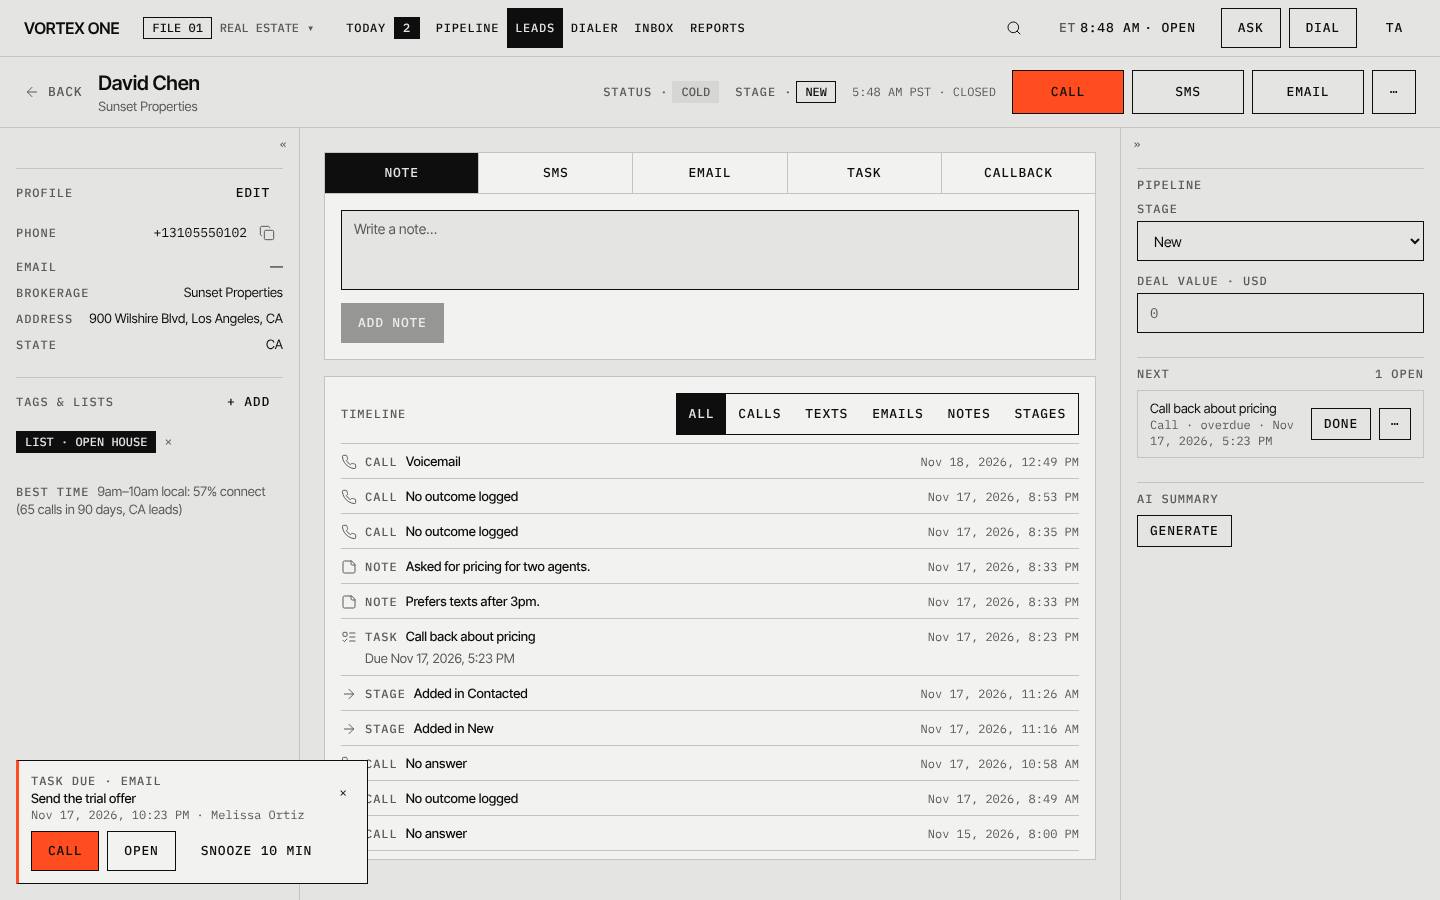 VORTEX ONE FILE 01 REAL ESTATE ▾ TODAY 2 PIPELINE LEADS DIALER INBOX REPORTS ET 8:48 AM · OPEN ASK DIAL TA
← BACK David Chen
Sunset Properties
STATUS · COLD STAGE · NEW 5:48 AM PST · CLOSED CALL SMS EMAIL ⋯
«
PROFILE EDIT
PHONE +13105550102
EMAIL —
BROKERAGE Sunset Properties
ADDRESS 900 Wilshire Blvd, Los Angeles, CA
STATE CA
TAGS & LISTS + ADD
LIST · OPEN HOUSE ×
BEST TIME 9am–10am local: 57% connect
(65 calls in 90 days, CA leads)
NOTE SMS EMAIL TASK CALLBACK
Write a note...
ADD NOTE
TIMELINE ALL CALLS TEXTS EMAILS NOTES STAGES
CALL Voicemail Nov 18, 2026, 12:49 PM
CALL No outcome logged Nov 17, 2026, 8:53 PM
CALL No outcome logged Nov 17, 2026, 8:35 PM
NOTE Asked for pricing for two agents. Nov 17, 2026, 8:33 PM
NOTE Prefers texts after 3pm. Nov 17, 2026, 8:33 PM
TASK Call back about pricing Nov 17, 2026, 8:23 PM
Due Nov 17, 2026, 5:23 PM
STAGE Added in Contacted Nov 17, 2026, 11:26 AM
STAGE Added in New Nov 17, 2026, 11:16 AM
CALL No answer Nov 17, 2026, 10:58 AM
CALL No outcome logged Nov 17, 2026, 8:49 AM
CALL No answer Nov 15, 2026, 8:00 PM
»
PIPELINE
STAGE
New
DEAL VALUE · USD
0
NEXT 1 OPEN
Call back about pricing
Call · overdue · Nov
17, 2026, 5:23 PM
DONE ⋯
AI SUMMARY
GENERATE
TASK DUE · EMAIL
Send the trial offer ×
Nov 17, 2026, 10:23 PM · Melissa Ortiz
CALL OPEN SNOOZE 10 MIN